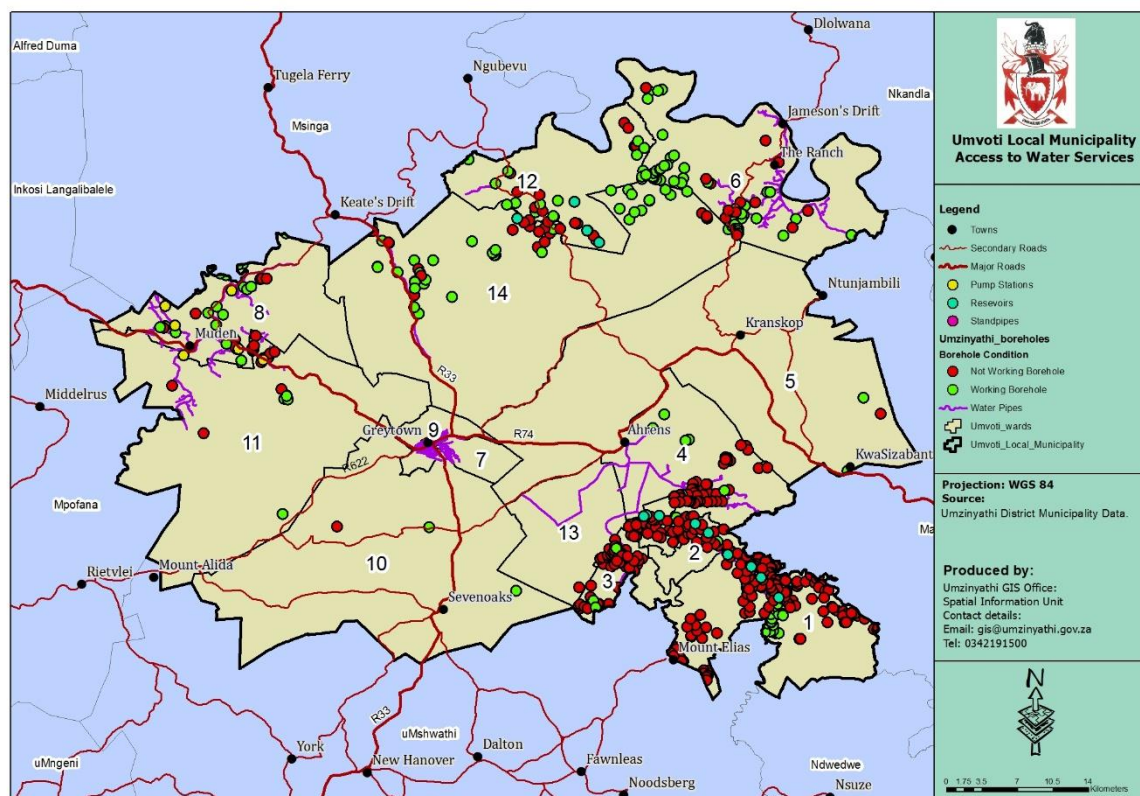 Dlolwana
Alfred Duma
Tugela Ferry
Ngubevu
Nkandla
Msinga
Jameson's Drift
The Ranch
12
6
Inkosi Langalibalele
Keate's Drift
14
Ntunjambili
8
Muden
Kranskop
R33
5
Middelrus
9
Greytown
R74
Ahrens
11
7
4
R622
KwaSizabant
Mpofana
Ma
13
2
10
3
Mount Alida
Rietvlei
Sevenoaks
1
Mount Elias
R33
uMshwathi
York
Dalton
uMngeni
New Hanover
Fawnleas
Ndwedwe
Noodsberg
Nsuze
Umvoti Local Municipality
Access to Water Services
Legend
Towns
Secondary Roads
Major Roads
Pump Stations
Resevoirs
Standpipes
Umzinyathi_boreholes
Borehole Condition
Not Working Borehole
Working Borehole
Water Pipes
Umvoti_wards
Umvoti_Local_Municipality
Projection: WGS 84
Source:
Umzinyathi District Municipality Data.
Produced by:
Umzinyathi GIS Office:
Spatial Information Unit
Contact details:
Email: gis@umzinyathi.gov.za
Tel: 0342191500
N
0 1.75 3.5 7 10.5 14
Kilometers